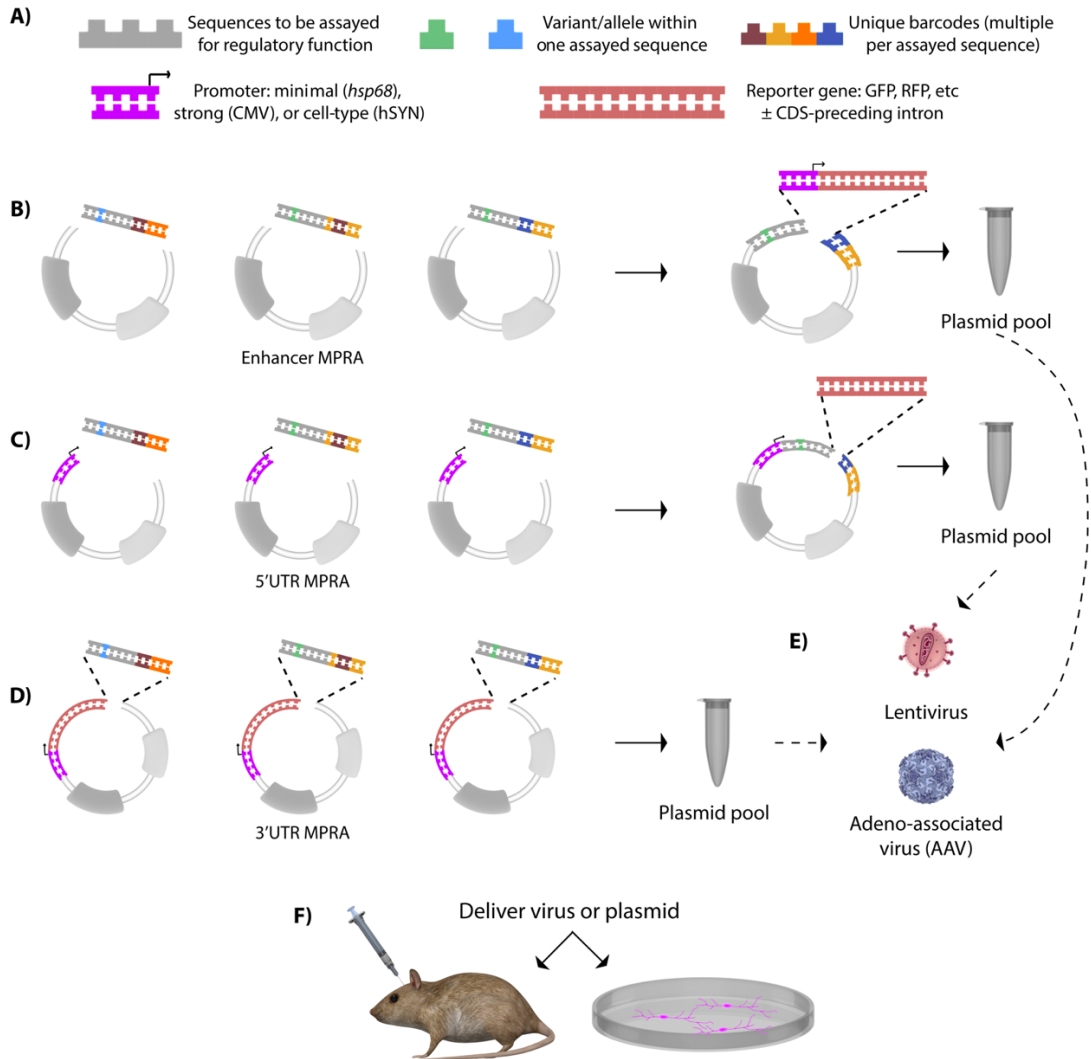 A)
Sequences to be assayed
for regulatory function
Variant/allele within
one assayed sequence
Unique barcodes (multiple
per assayed sequence)
Promoter: minimal (hsp68),
strong (CMV), or cell-type (hSYN)
Reporter gene: GFP, RFP, etc
± CDS-preceding intron
B)
Enhancer MPRA
Plasmid pool
C)
5'UTR MPRA
Plasmid pool
D)
3'UTR MPRA
Plasmid pool
E)
Lentivirus
Adeno-associated
virus (AAV)
F)
Deliver virus or plasmid